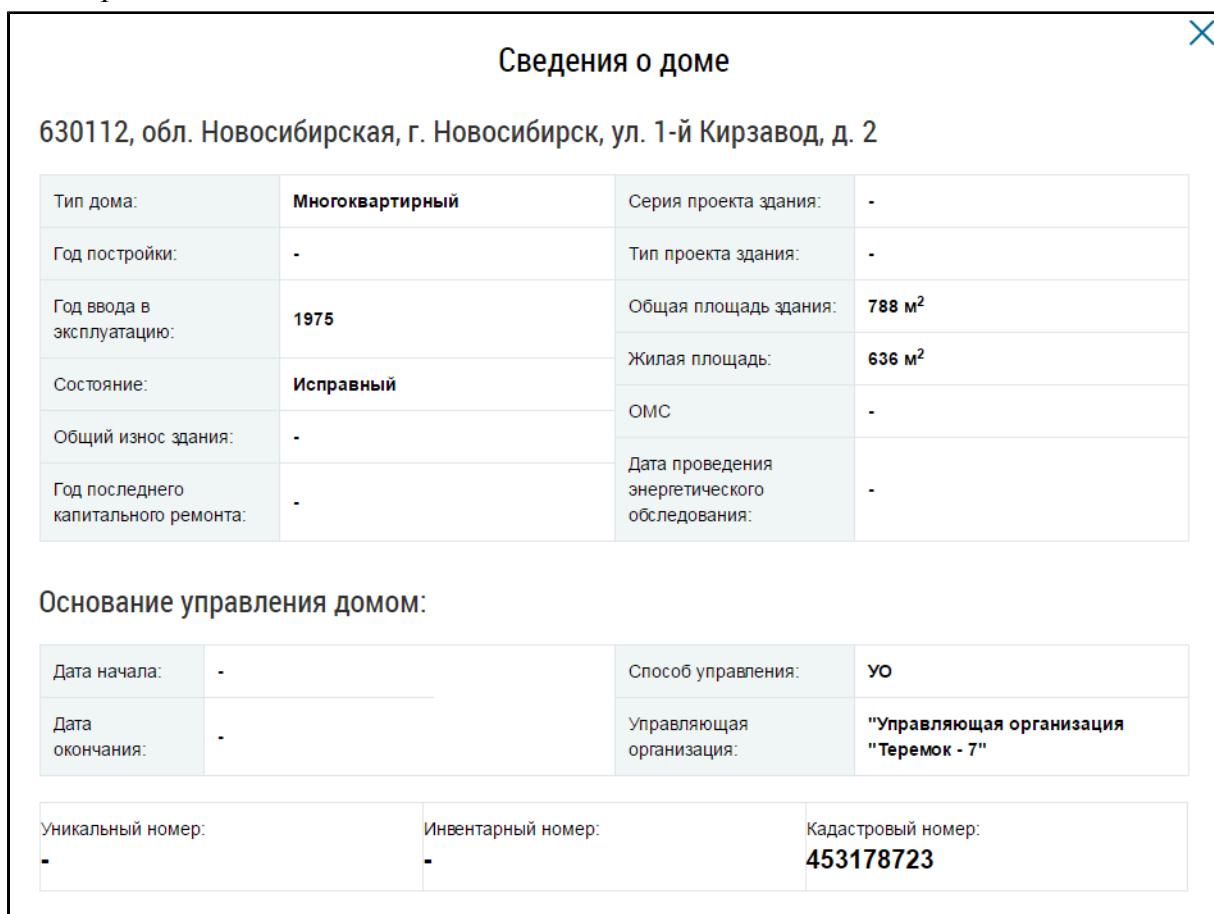 Сведения о доме
630112, обл. Новосибирская, г. Новосибирск, ул. 1-й Кирзавод, д. 2
Тип дома: Многоквартирный
Год постройки: -
Год ввода в
эксплуатацию: 1975
Состояние: Исправный
Общий износ здания: -
Год последнего
капитального ремонта: -
Серия проекта здания: -
Тип проекта здания: -
Общая площадь здания: 788 м²
Жилая площадь: 636 м²
ОМС -
Дата проведения
энергетического
обследования: -
Основание управления домом:
Дата начала: -
Дата
окончания: -
Способ управления: УО
Управляющая
организация:
"Управляющая организация
"Теремок - 7"
Уникальный номер:
-
Инвентарный номер:
-
Кадастровый номер:
453178723